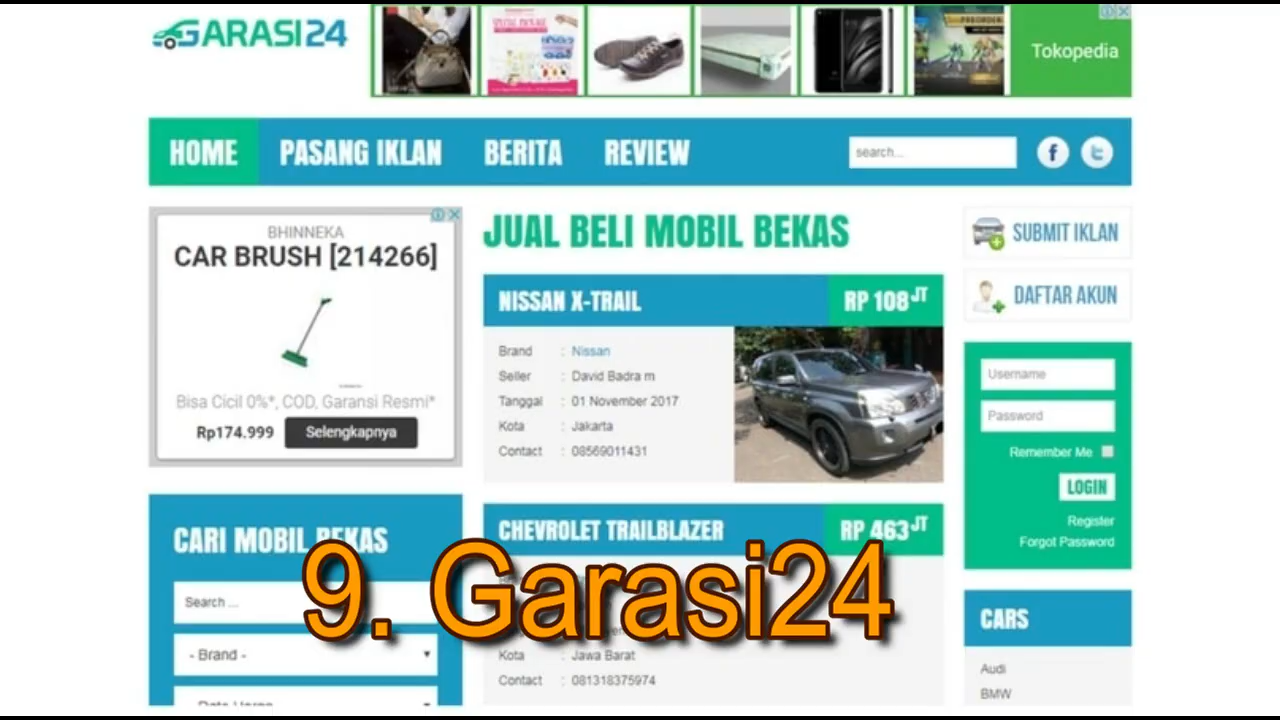 GARASI24
PREORDER
Tokopedia
HOME
PASANG IKLAN
BERITA
REVIEW
search...
BHINNEKA
CAR BRUSH [214266]
Bisa Cicil 0%*, COD, Garansi Resmi*
Rp174.999
Selengkapnya
CARI MOBIL BEKAS
Search ...
- Brand -
JUAL BELI MOBIL BEKAS
NISSAN X-TRAIL
RP 108 JT
Brand : Nissan
Seller : David Badra m
Tanggal : 01 November 2017
Kota : Jakarta
Contact : 08569011431
CHEVROLET TRAILBLAZER
RP 463 JT
Kota : Jawa Barat
Contact : 081318375974
SUBMIT IKLAN
DAFTAR AKUN
Username
Password
Remember Me
LOGIN
Register
Forgot Password
CARS
Audi
BMW
9. Garasi24